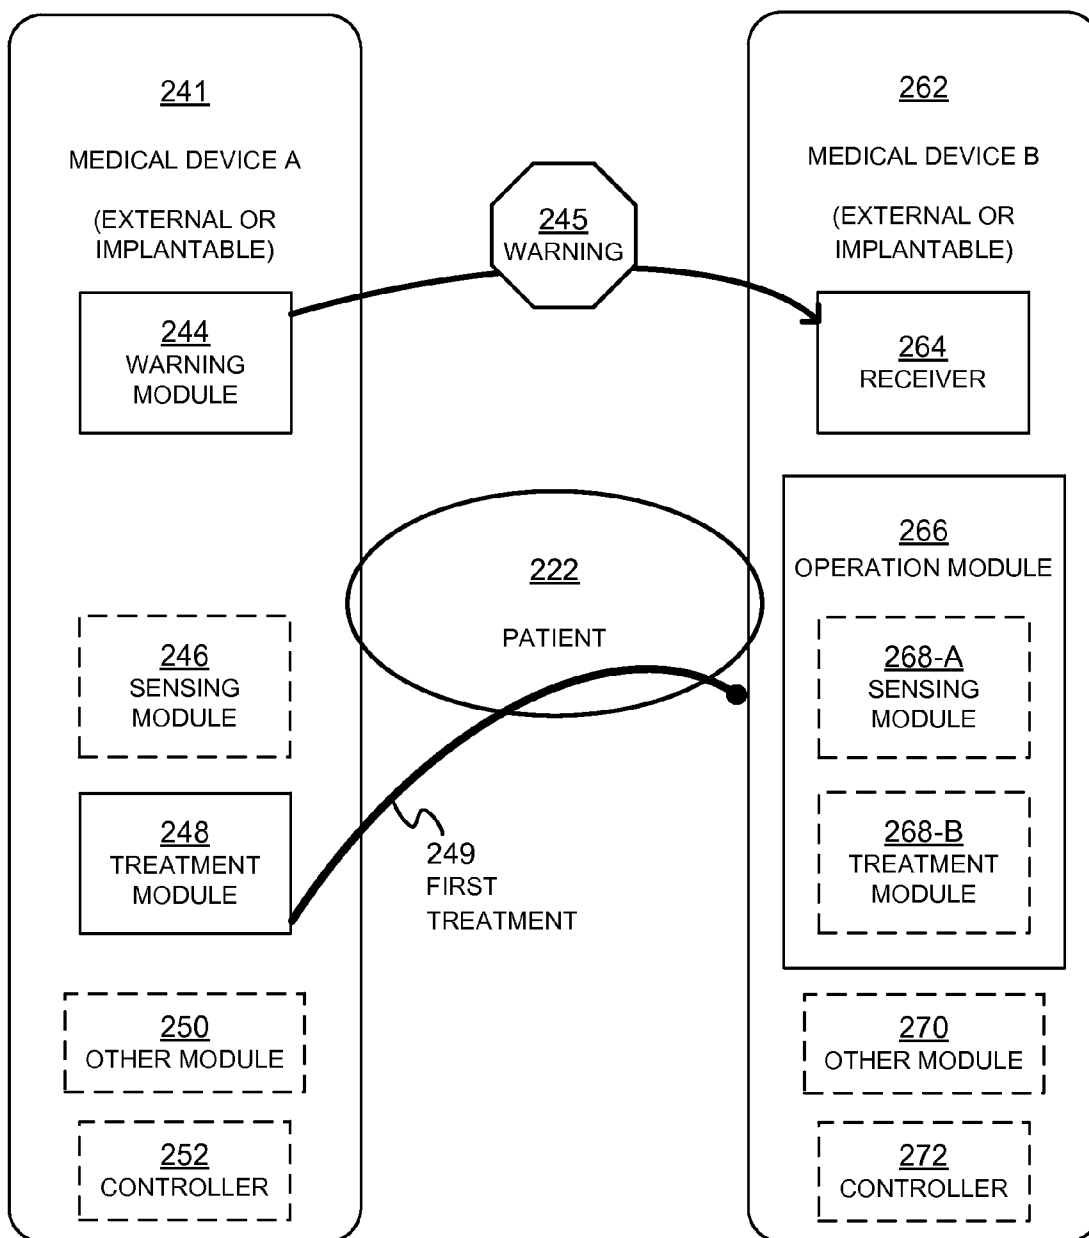 241
MEDICAL DEVICE A
(EXTERNAL OR
IMPLANTABLE)
244
WARNING
MODULE
246
SENSING
MODULE
248
TREATMENT
MODULE
250
OTHER MODULE
252
CONTROLLER
245
WARNING
222
PATIENT
249
FIRST
TREATMENT
262
MEDICAL DEVICE B
(EXTERNAL OR
IMPLANTABLE)
264
RECEIVER
266
OPERATION MODULE
268-A
SENSING
MODULE
268-B
TREATMENT
MODULE
270
OTHER MODULE
272
CONTROLLER